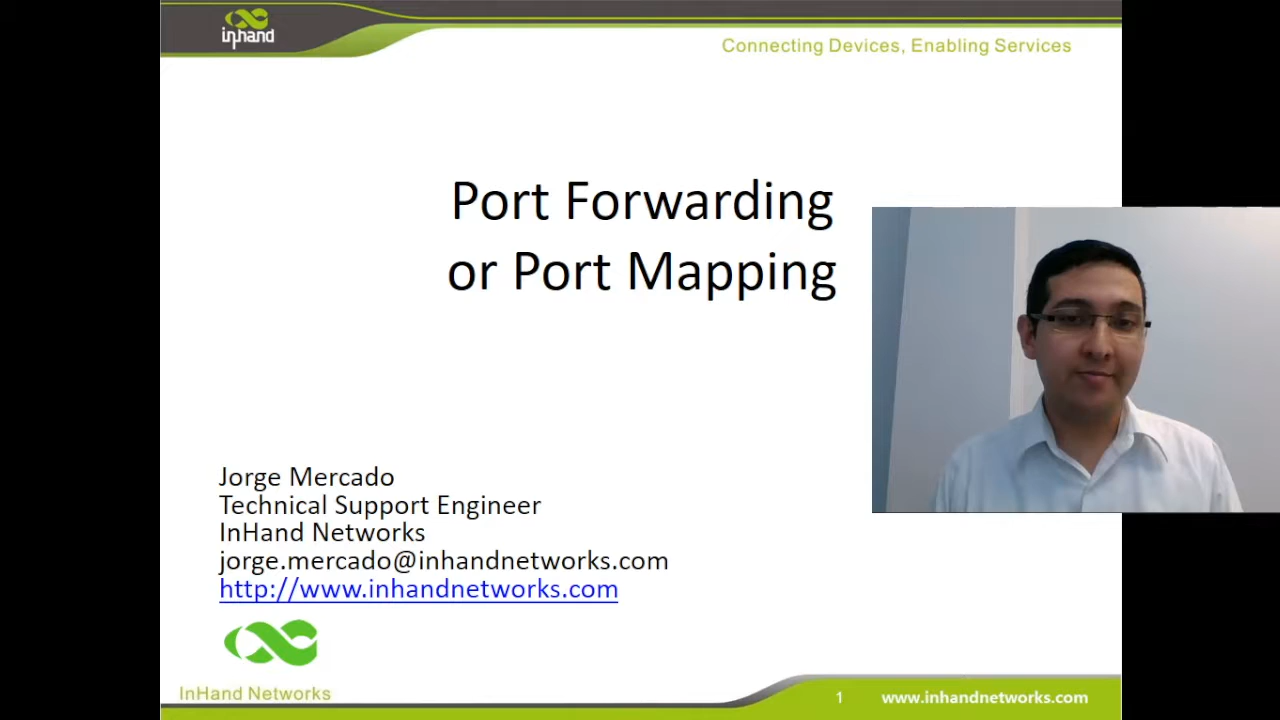 inhand
Connecting Devices, Enabling Services
Port Forwarding
or Port Mapping
Jorge Mercado
Technical Support Engineer
InHand Networks
jorge.mercado@inhandnetworks.com
http://www.inhandnetworks.com
InHand Networks
1
www.inhandnetworks.com